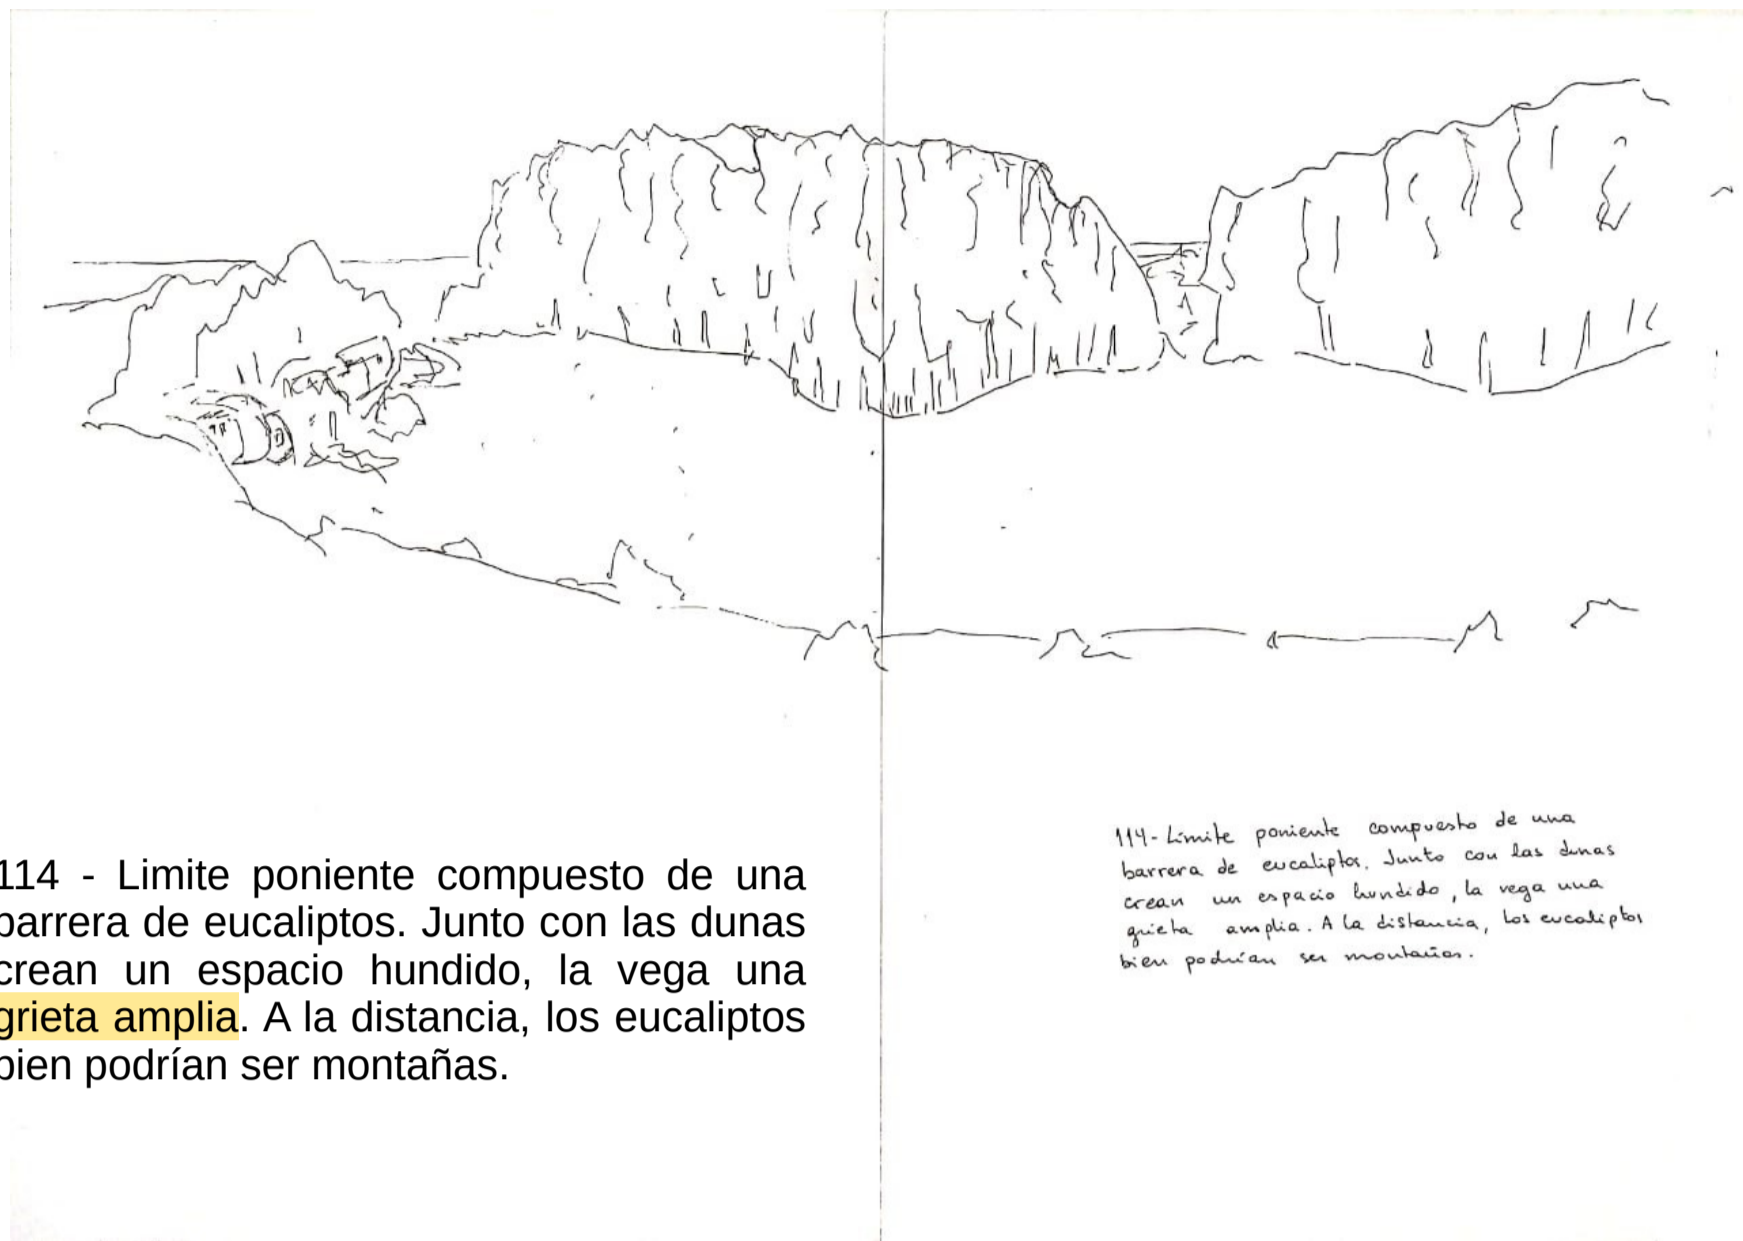 114 - Limite poniente compuesto de una
barrera de eucaliptos. Junto con las dunas
crean un espacio hundido, la vega una
grieta amplia. A la distancia, los eucaliptos
bien podrían ser montañas.
114- Límite poniente compuesto de una
barrera de eucaliptos. Junto con las dunas
crean un espacio hundido, la vega una
grieta amplia. A la distancia, los eucaliptos
bien podrían ser montañas.